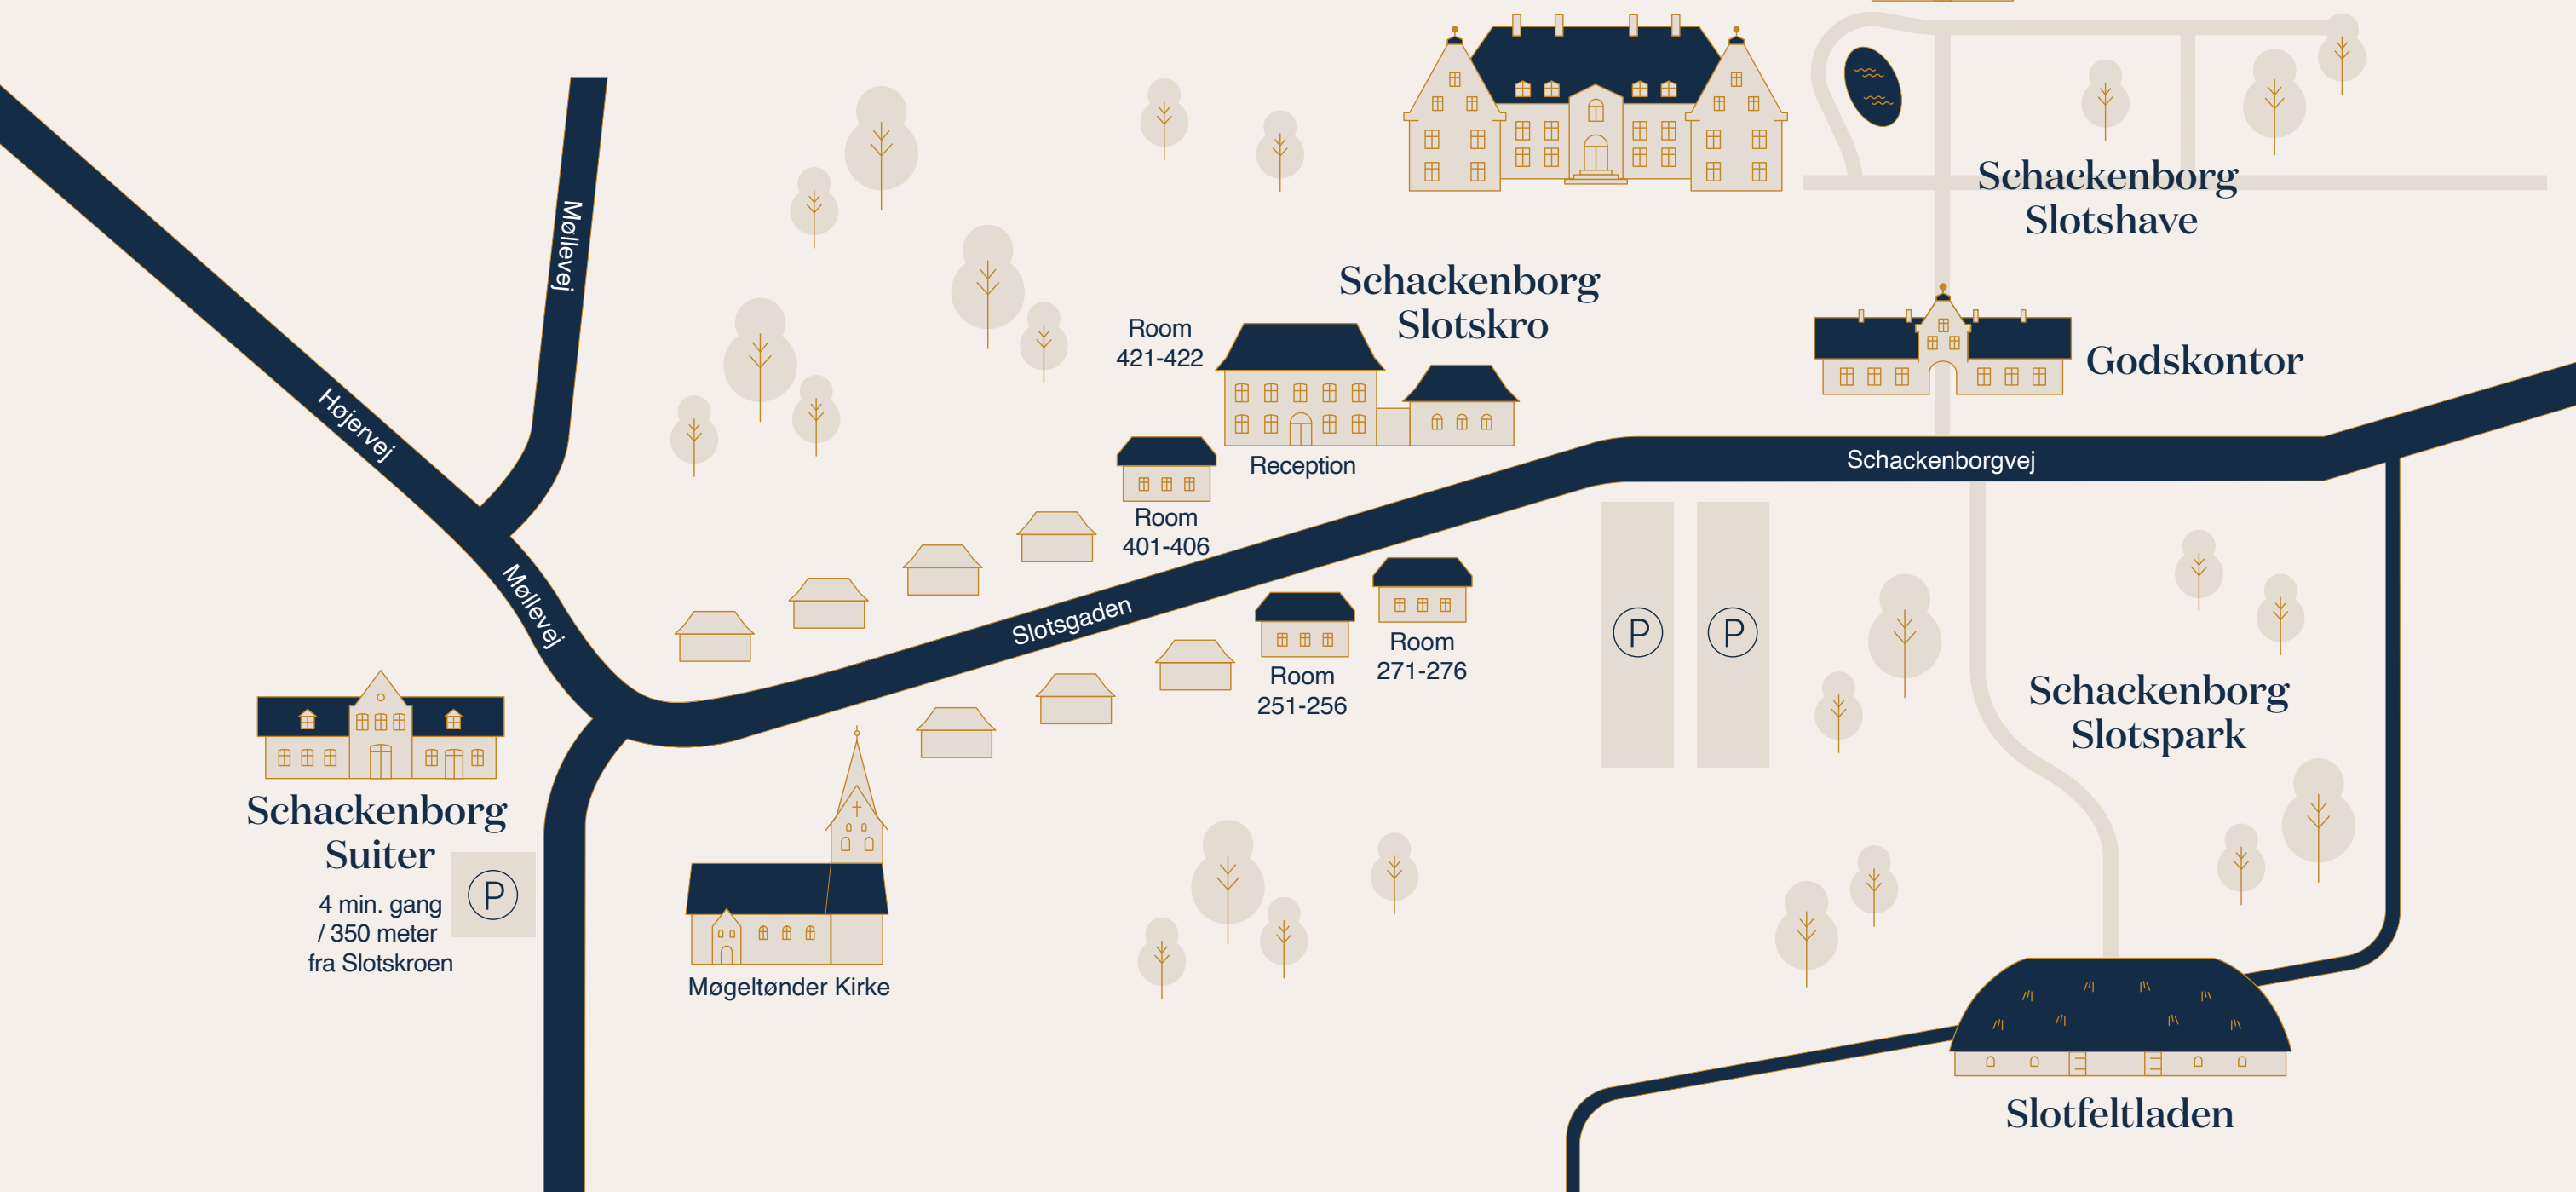 Schackenborg
Slotshave
Møllevej
Schackenborg
Slotskro
Room
421-422
Godskontor
Højervej
Reception
Schackenborgvej
Room
401-406
Møllevej
Slotsgaden
P
P
Room
271-276
Room
251-256
Schackenborg
Slotspark
Schackenborg
Suiter
P
4 min. gang
/ 350 meter
fra Slotskroen
Møgeltønder Kirke
Slotfeltladen